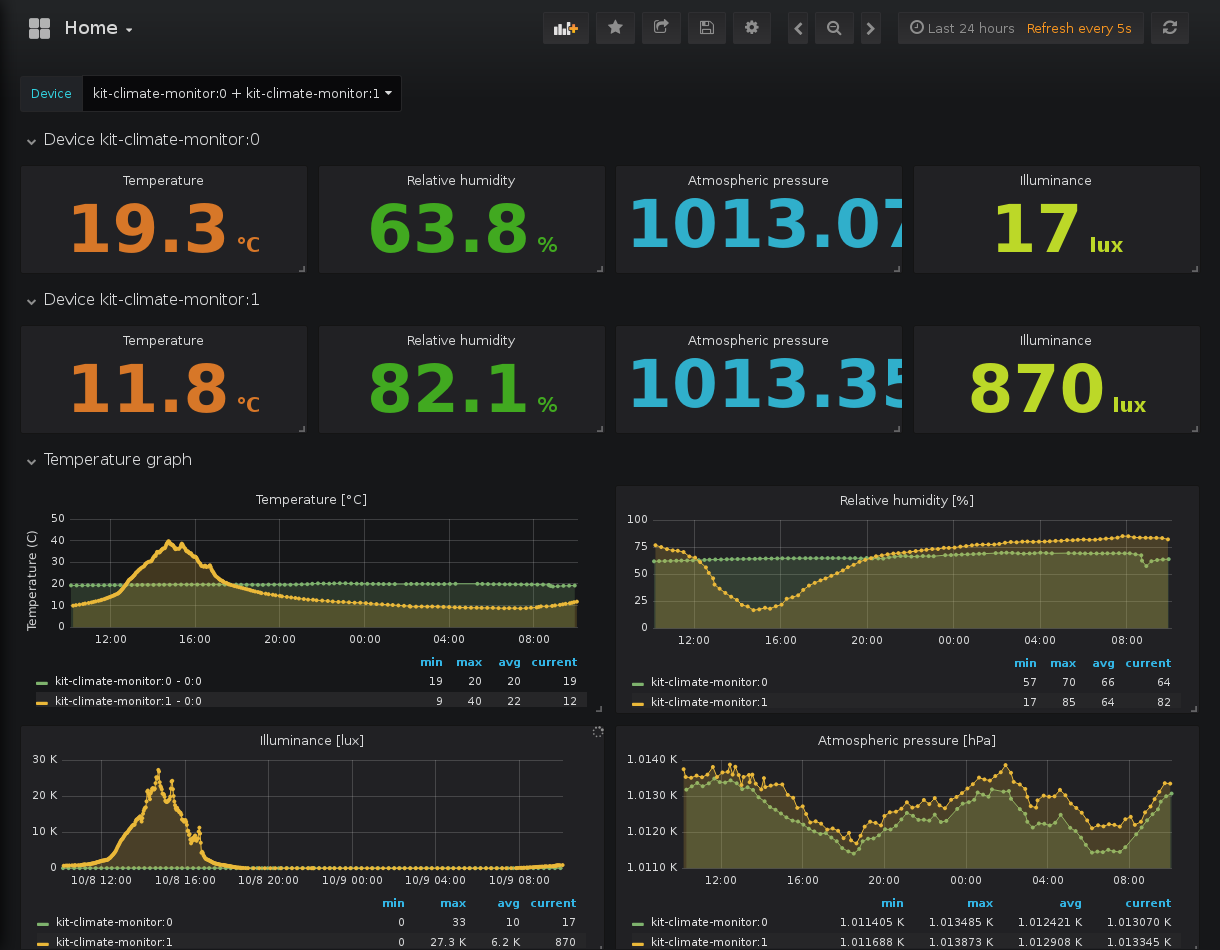 Home
Last 24 hours Refresh every 5s
Device kit-climate-monitor:0 + kit-climate-monitor:1
Device kit-climate-monitor:0
Temperature Relative humidity Atmospheric pressure Illuminance
19.3 °C 63.8 % 1013.07 17 lux
Device kit-climate-monitor:1
Temperature Relative humidity Atmospheric pressure Illuminance
11.8 °C 82.1 % 1013.35 870 lux
Temperature graph
Temperature [°C]
Temperature (C)
50
40
30
20
10
0
12:00 16:00 20:00 00:00 04:00 08:00
min max avg current
kit-climate-monitor:0 - 0:0 19 20 20 19
kit-climate-monitor:1 - 0:0 9 40 22 12
Relative humidity [%]
100
75
50
25
0
12:00 16:00 20:00 00:00 04:00 08:00
min max avg current
kit-climate-monitor:0 57 70 66 64
kit-climate-monitor:1 17 85 64 82
Illuminance [lux]
30 K
20 K
10 K
0
10/8 12:00 10/8 16:00 10/8 20:00 10/9 00:00 10/9 04:00 10/9 08:00
min max avg current
kit-climate-monitor:0 0 33 10 17
kit-climate-monitor:1 0 27.3 K 6.2 K 870
Atmospheric pressure [hPa]
1.0140 K
1.0130 K
1.0120 K
1.0110 K
12:00 16:00 20:00 00:00 04:00 08:00
min max avg current
kit-climate-monitor:0 1.011405 K 1.013485 K 1.012421 K 1.013070 K
kit-climate-monitor:1 1.011688 K 1.013873 K 1.012908 K 1.013345 K